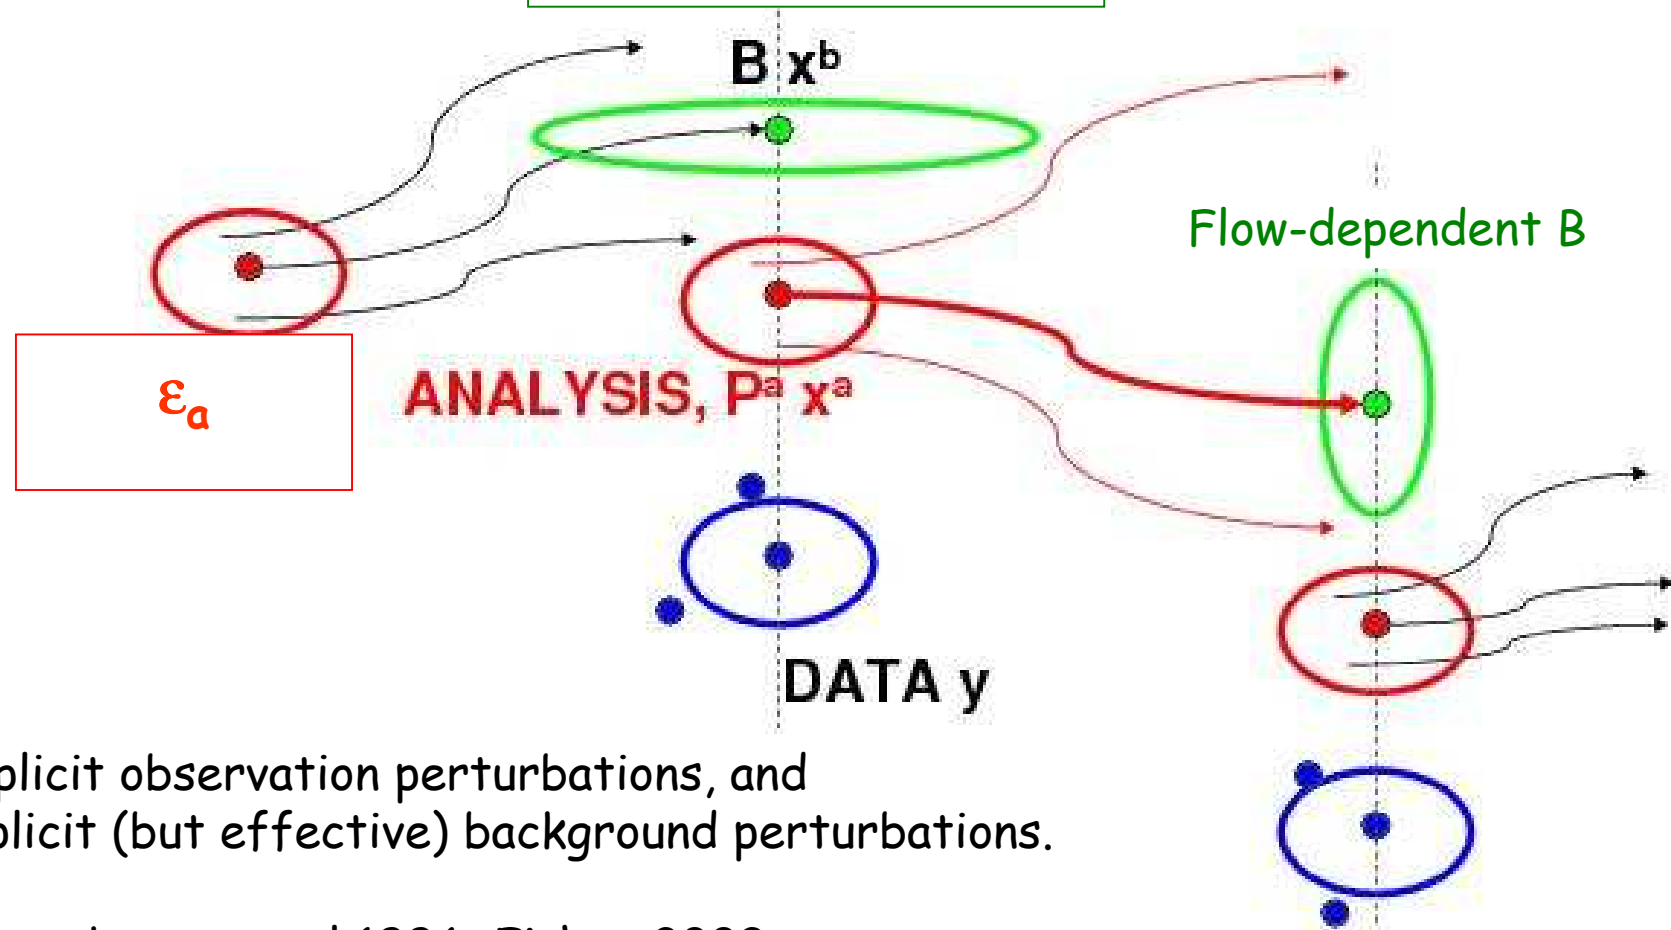 B xᵇ
Flow-dependent B
εₐ
ANALYSIS, Pᵃ xᵃ
DATA y
plicit observation perturbations, and
plicit (but effective) background perturbations.